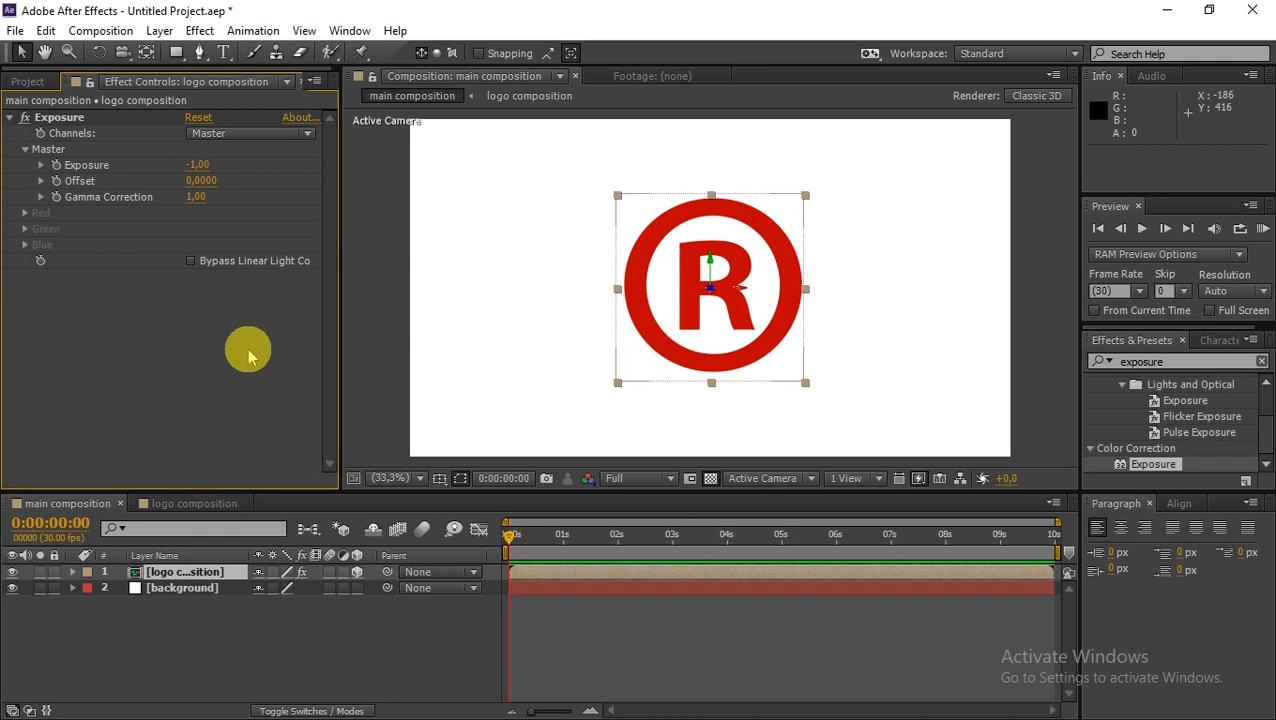 Adobe After Effects - Untitled Project.aep *
File Edit Composition Layer Effect Animation View Window Help
Snapping
Workspace: Standard
Search Help
Project
Effect Controls: logo composition
main composition • logo composition
Exposure Reset About...
Channels: Master
Master
Exposure -1,00
Offset 0,0000
Gamma Correction 1,00
Red
Green
Blue
Bypass Linear Light Co
Composition: main composition
Footage: (none)
main composition logo composition
Renderer: Classic 3D
Active Camera
R
(33,3%) 0:00:00:00 Full Active Camera 1 View +0,0
Info Audio
R: X: -186
G: Y: 416
B:
A: 0
Preview
RAM Preview Options
Frame Rate Skip Resolution
(30) 0 Auto
From Current Time Full Screen
Effects & Presets Characte
exposure
Lights and Optical
Exposure
Flicker Exposure
Pulse Exposure
Color Correction
Exposure
main composition logo composition
0:00:00:00
00000 (30.00 fps)
# Layer Name Parent
1 [logo c...sition] None
2 [background] None
01s 02s 03s 04s 05s 06s 07s 08s 09s 10s
Toggle Switches / Modes
Paragraph Align
0 px 0 px 0 px
0 px 0 px
Activate Windows
Go to Settings to activate Windows.